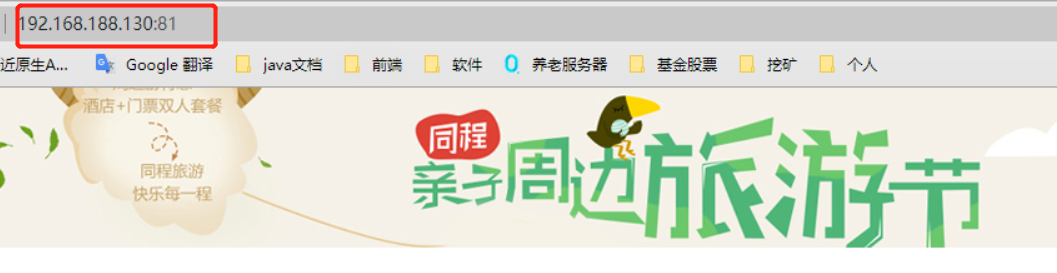 192.168.188.130:81
近原生A... Google 翻译 java文档 前端 软件 养老服务器 基金股票 挖矿 个人
酒店+门票双人套餐
同程旅游
快乐每一程
同程
亲子周边旅游节